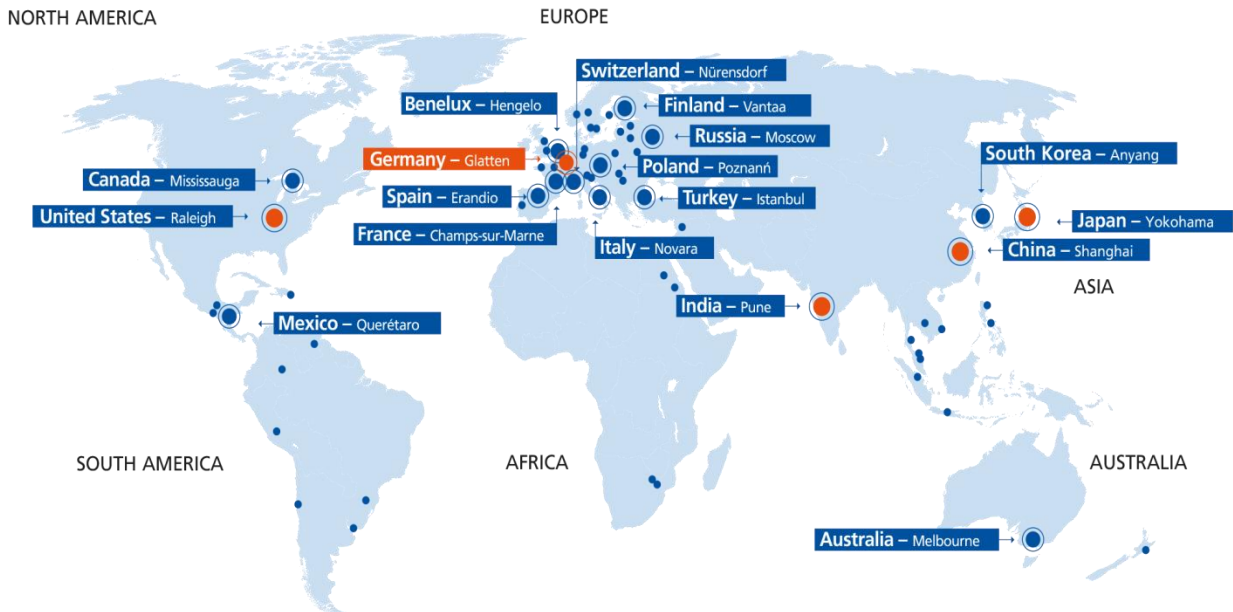 NORTH AMERICA
EUROPE
Switzerland – Nürensdorf
Benelux – Hengelo
Finland – Vantaa
Russia – Moscow
Germany – Glatten
Poland – Poznanń
South Korea – Anyang
Canada – Mississauga
Spain – Erandio
Turkey – Istanbul
United States – Raleigh
Japan – Yokohama
France – Champs-sur-Marne
Italy – Novara
China – Shanghai
ASIA
India – Pune
Mexico – Querétaro
SOUTH AMERICA
AFRICA
AUSTRALIA
Australia – Melbourne